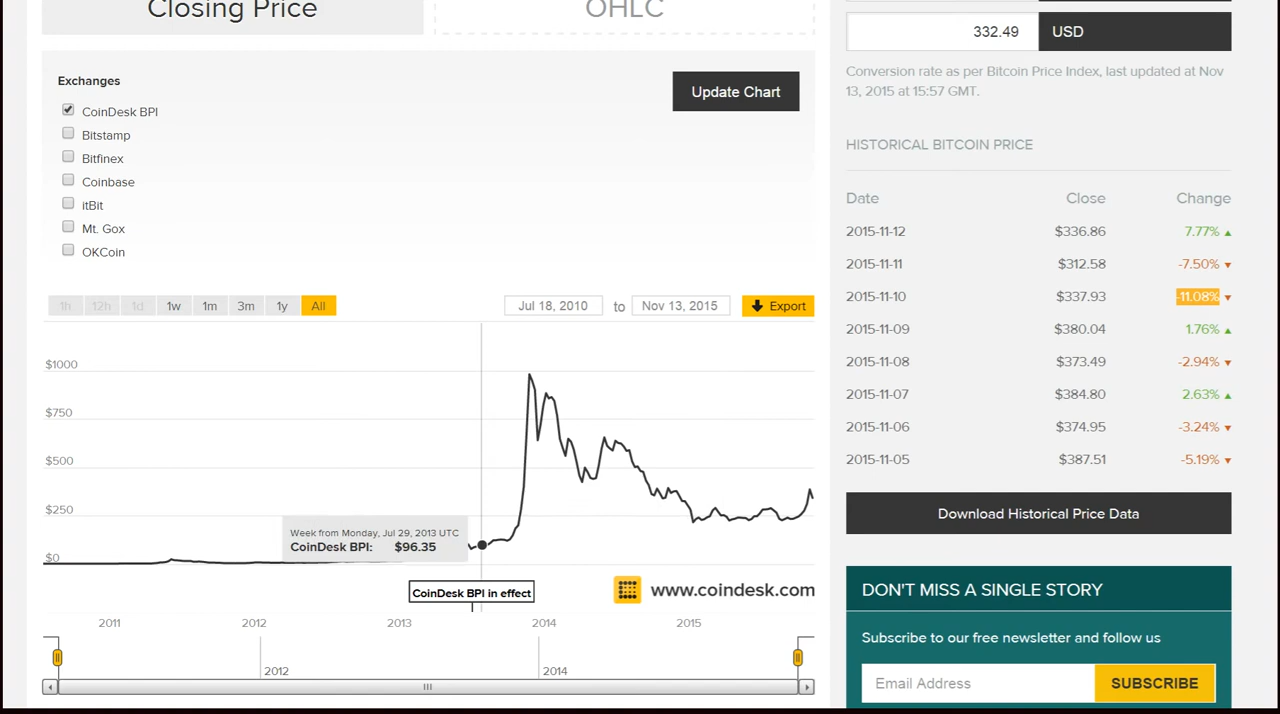 Closing Price
OHLC
332.49
USD
Conversion rate as per Bitcoin Price Index, last updated at Nov
13, 2015 at 15:57 GMT.
Exchanges
Update Chart
CoinDesk BPI
Bitstamp
Bitfinex
Coinbase
itBit
Mt. Gox
OKCoin
1h 12h 1d 1w 1m 3m 1y All
Jul 18, 2010 to Nov 13, 2015
Export
$1000
$750
$500
$250
$0
Week from Monday, Jul 29, 2013 UTC
CoinDesk BPI: $96.35
CoinDesk BPI in effect
www.coindesk.com
2011 2012 2013 2014 2015
2012 2014
HISTORICAL BITCOIN PRICE
Date Close Change
2015-11-12 $336.86 7.77%
2015-11-11 $312.58 -7.50%
2015-11-10 $337.93 -11.08%
2015-11-09 $380.04 1.76%
2015-11-08 $373.49 -2.94%
2015-11-07 $384.80 2.63%
2015-11-06 $374.95 -3.24%
2015-11-05 $387.51 -5.19%
Download Historical Price Data
DON'T MISS A SINGLE STORY
Subscribe to our free newsletter and follow us
Email Address
SUBSCRIBE